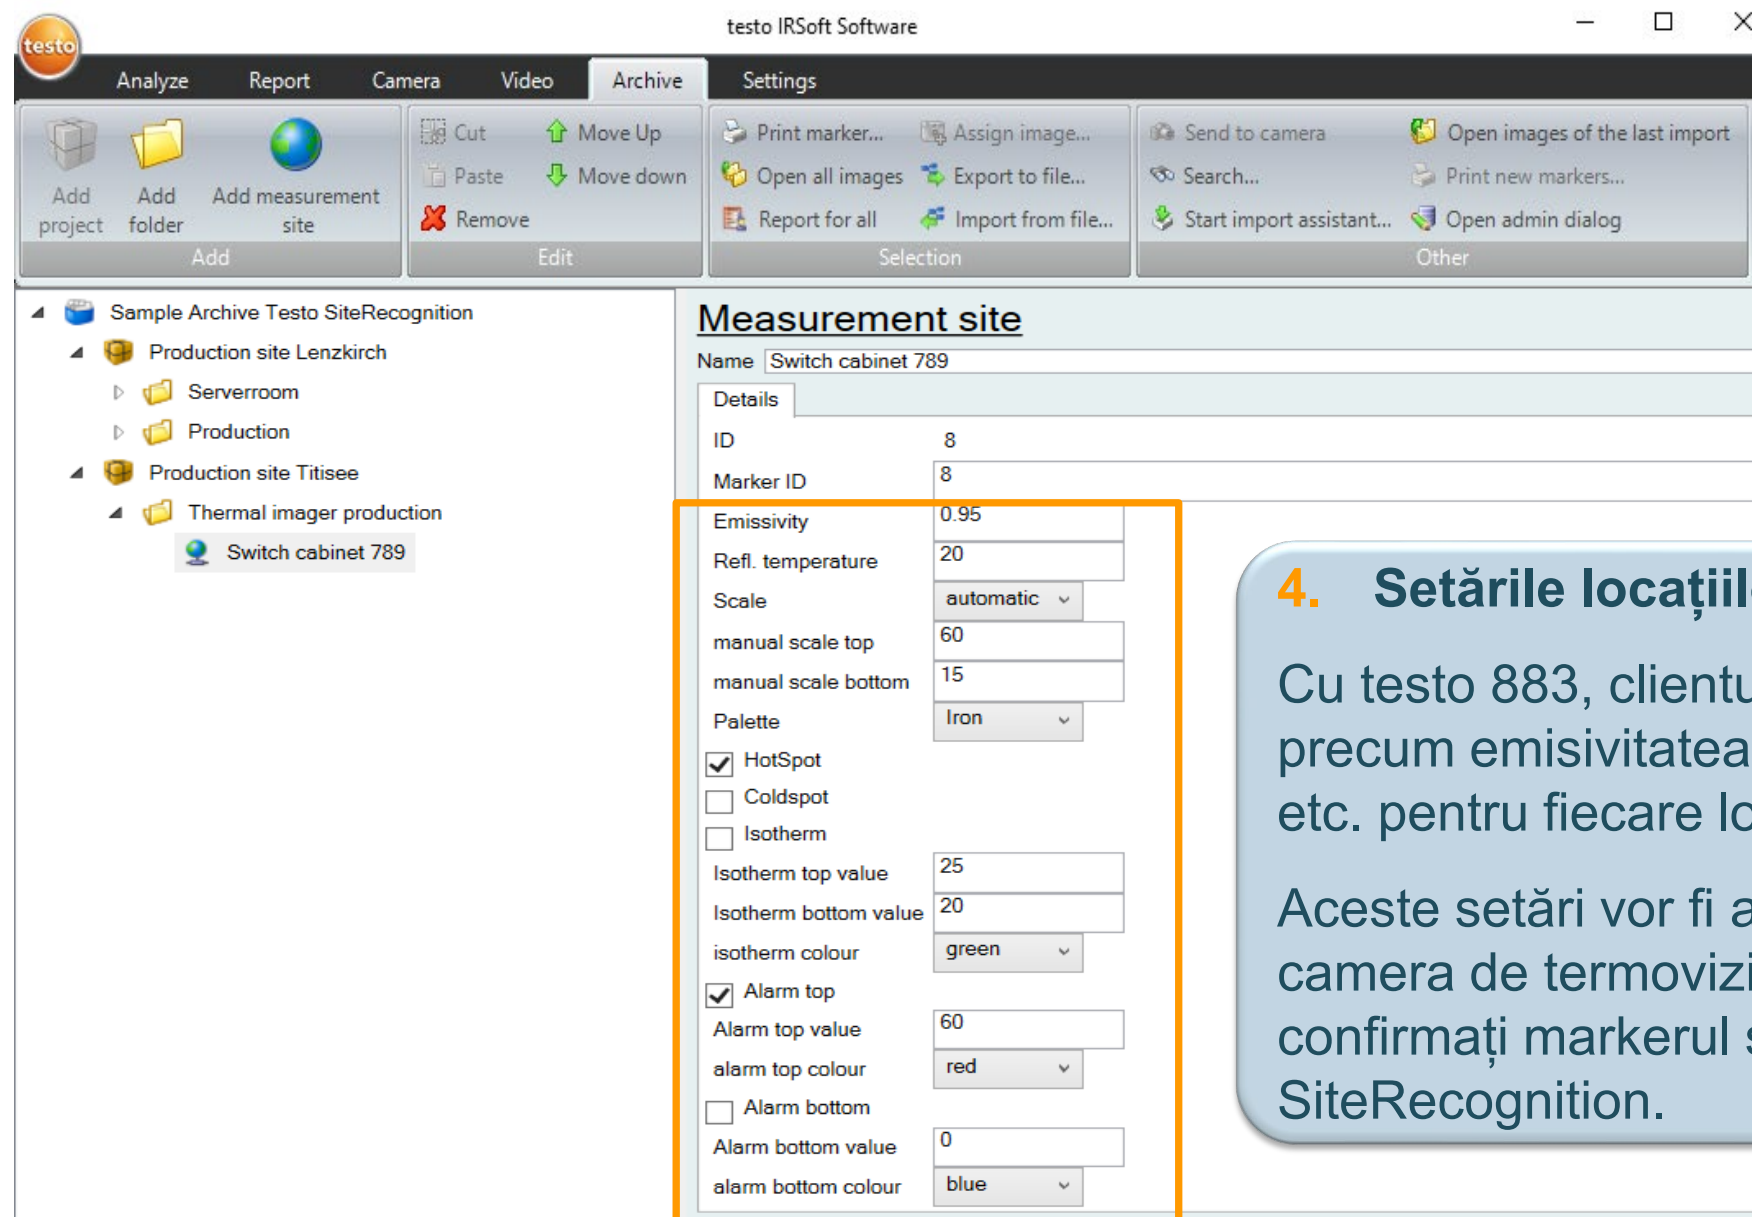 testo IRSoft Software
testo
Analyze Report Camera Video Archive Settings
Add project
Add folder
Add measurement site
Add
Cut
Paste
Remove
Move Up
Move down
Edit
Print marker...
Open all images
Report for all
Assign image...
Export to file...
Import from file...
Selection
Send to camera
Search...
Start import assistant...
Open images of the last import
Print new markers...
Open admin dialog
Other
Sample Archive Testo SiteRecognition
Production site Lenzkirch
Serverroom
Production
Production site Titisee
Thermal imager production
Switch cabinet 789
Measurement site
Name Switch cabinet 789
Details
ID 8
Marker ID 8
Emissivity 0.95
Refl. temperature 20
Scale automatic
manual scale top 60
manual scale bottom 15
Palette Iron
HotSpot
Coldspot
Isotherm
Isotherm top value 25
Isotherm bottom value 20
isotherm colour green
Alarm top
Alarm top value 60
alarm top colour red
Alarm bottom
Alarm bottom value 0
alarm bottom colour blue
4. Setările
Cu testo 883,
precum emisivitatea
etc. pentru fiecare
Aceste setări vor fi
camera de
confirmați markerul
SiteRecognition.